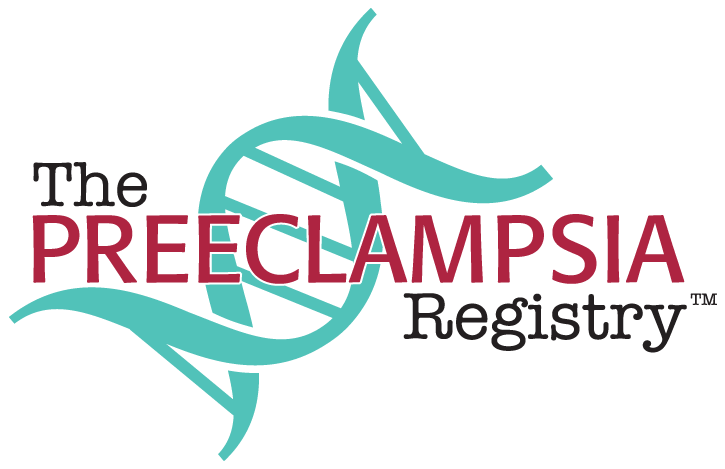 The
PREECLAMPSIA
Registry™